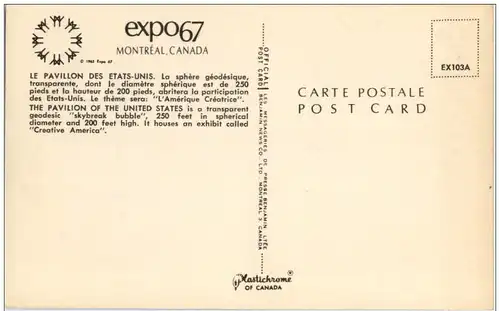 expo67
MONTRÉAL, CANADA
© 1963 Expo 67
LE PAVILLON DES ETATS-UNIS. La sphère géodésique,
transparente, dont le diamètre sphérique est de 250
pieds et la hauteur de 200 pieds, abritera la participation
des Etats-Unis. Le thème sera: "L'Amérique Créatrice".
THE PAVILION OF THE UNITED STATES is a transparent
geodesic "skybreak bubble", 250 feet in spherical
diameter and 200 feet high. It houses an exhibit called
"Creative America".
OFFICIAL POST CARD
LES MESSAGERIES DE PRESSE BENJAMIN LTÉE
BENJAMIN NEWS CO. LTD. MONTREAL 3 CANADA
EX103A
CARTE POSTALE
POST CARD
Plastichrome®
OF CANADA